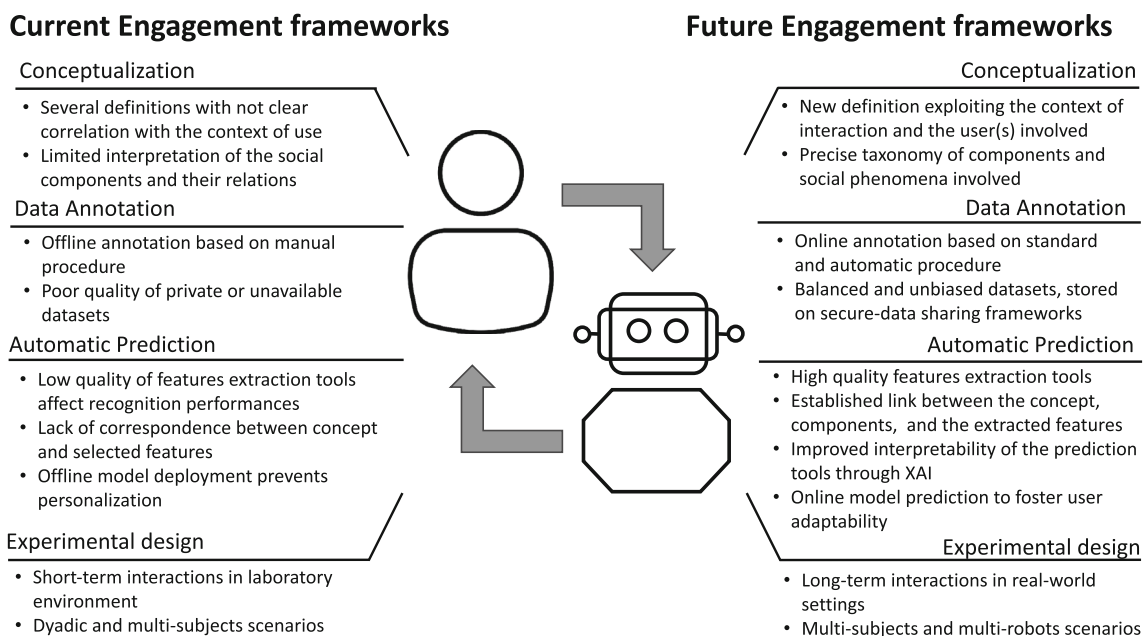 Current Engagement frameworks
Conceptualization
• Several definitions with not clear
correlation with the context of use
• Limited interpretation of the social
components and their relations
Data Annotation
• Offline annotation based on manual
procedure
• Poor quality of private or unavailable
datasets
Automatic Prediction
• Low quality of features extraction tools
affect recognition performances
• Lack of correspondence between concept
and selected features
• Offline model deployment prevents
personalization
Experimental design
• Short-term interactions in laboratory
environment
• Dyadic and multi-subjects scenarios
Future Engagement frameworks
Conceptualization
• New definition exploiting the context of
interaction and the user(s) involved
• Precise taxonomy of components and
social phenomena involved
Data Annotation
• Online annotation based on standard
and automatic procedure
• Balanced and unbiased datasets, stored
on secure-data sharing frameworks
Automatic Prediction
• High quality features extraction tools
• Established link between the concept,
components, and the extracted features
• Improved interpretability of the prediction
tools through XAI
• Online model prediction to foster user
adaptability
Experimental design
• Long-term interactions in real-world
settings
• Multi-subjects and multi-robots scenarios